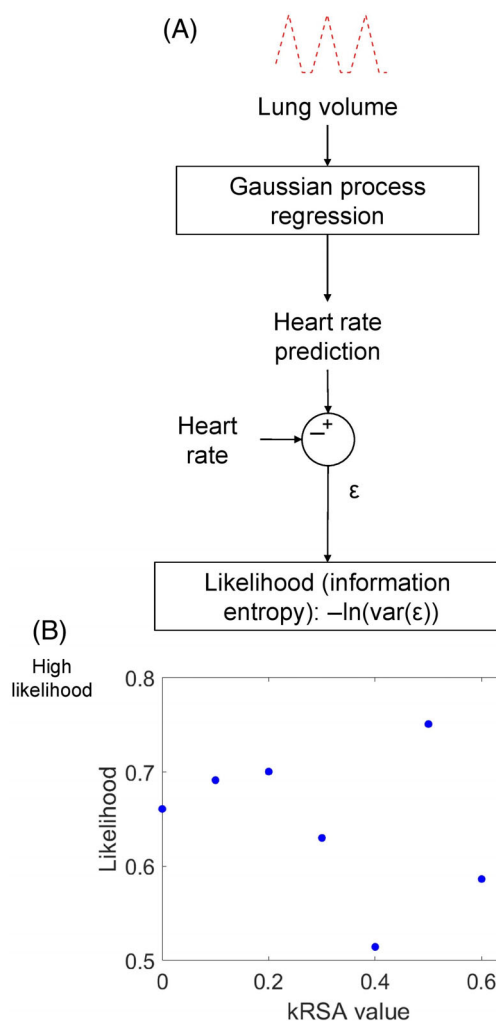 (A)
Lung volume
Gaussian process
regression
Heart rate
prediction
+
–
Heart
rate
ε
Likelihood (information
entropy): –ln(var(ε))
(B)
High
likelihood
0.8
0.7
0.6
0.5
Likelihood
0
0.2
0.4
0.6
kRSA value